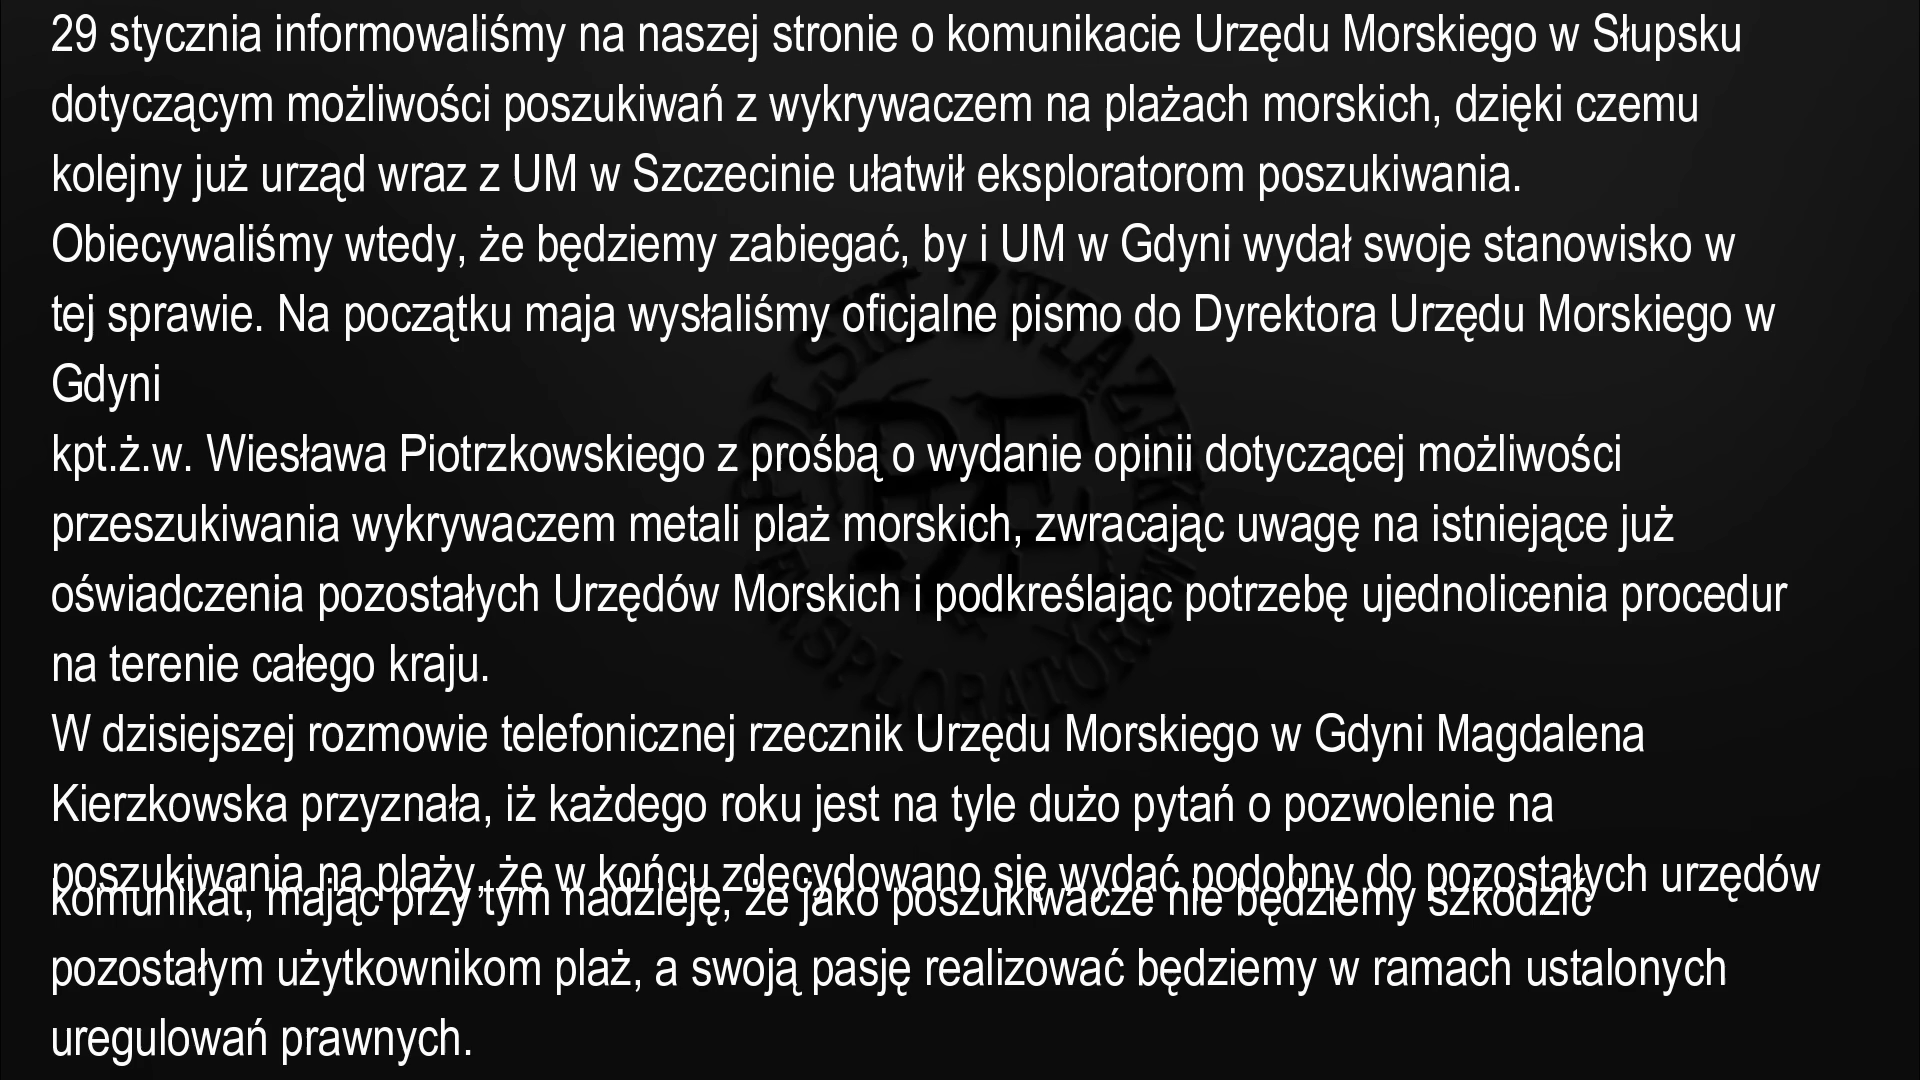 29 stycznia informowaliśmy na naszej stronie o komunikacie Urzędu Morskiego w Słupsku
dotyczącym możliwości poszukiwań z wykrywaczem na plażach morskich, dzięki czemu
kolejny już urząd wraz z UM w Szczecinie ułatwił eksploratorom poszukiwania.
Obiecywaliśmy wtedy, że będziemy zabiegać, by i UM w Gdyni wydał swoje stanowisko w
tej sprawie. Na początku maja wysłaliśmy oficjalne pismo do Dyrektora Urzędu Morskiego w
Gdyni
kpt.ż.w. Wiesława Piotrzkowskiego z prośbą o wydanie opinii dotyczącej możliwości
przeszukiwania wykrywaczem metali plaż morskich, zwracając uwagę na istniejące już
oświadczenia pozostałych Urzędów Morskich i podkreślając potrzebę ujednolicenia procedur
na terenie całego kraju.
W dzisiejszej rozmowie telefonicznej rzecznik Urzędu Morskiego w Gdyni Magdalena
Kierzkowska przyznała, iż każdego roku jest na tyle dużo pytań o pozwolenie na
poszukiwania na plaży, że w końcu zdecydowano się wydać podobny do pozostałych urzędów
komunikat, mając przy tym nadzieję, że jako poszukiwacze nie będziemy szkodzić
pozostałym użytkownikom plaż, a swoją pasję realizować będziemy w ramach ustalonych
uregulowań prawnych.
POLSKI ZWIĄZEK EKSPLORATORÓW
PE